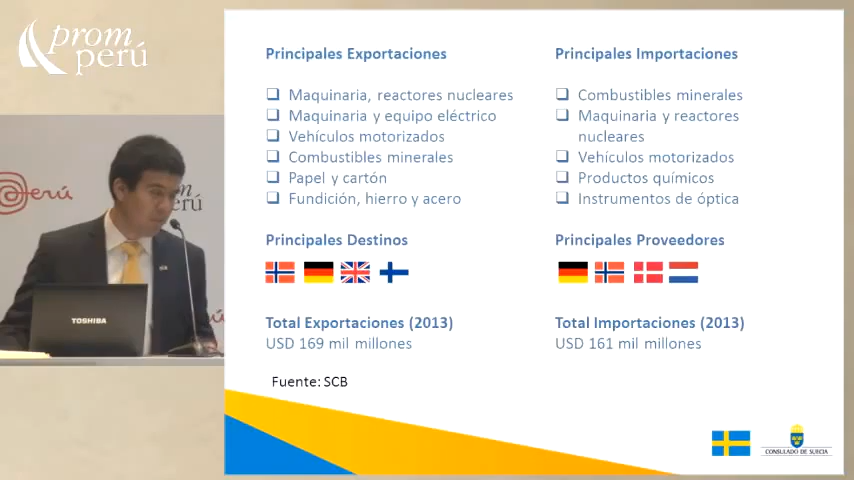 prom
perú
Perú
erú
TOSHIBA
Principales Exportaciones
Maquinaria, reactores nucleares
Maquinaria y equipo eléctrico
Vehículos motorizados
Combustibles minerales
Papel y cartón
Fundición, hierro y acero
Principales Destinos
Total Exportaciones (2013)
USD 169 mil millones
Fuente: SCB
Principales Importaciones
Combustibles minerales
Maquinaria y reactores
nucleares
Vehículos motorizados
Productos químicos
Instrumentos de óptica
Principales Proveedores
Total Importaciones (2013)
USD 161 mil millones
CONSULADO DE SUECIA